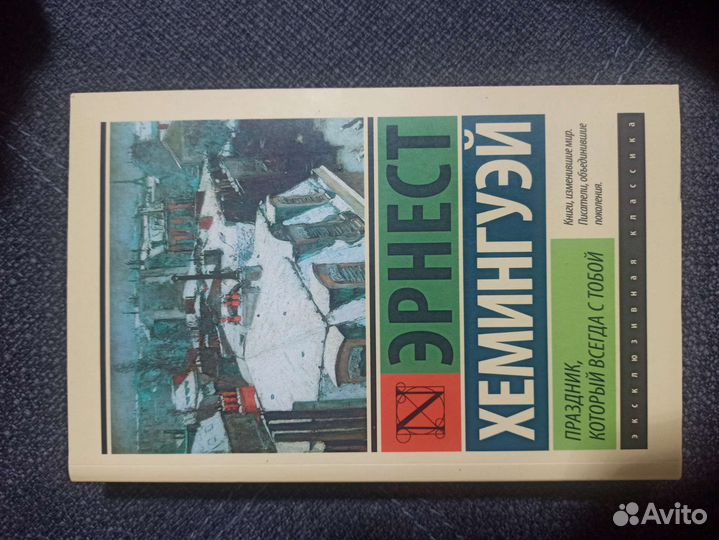 ЭРНЕСТ
ХЕМИНГУЭЙ
ПРАЗДНИК,
КОТОРЫЙ ВСЕГДА С ТОБОЙ
Книги, изменившие мир.
Писатели, объединившие
поколения.
эксклюзивная классика
Avito